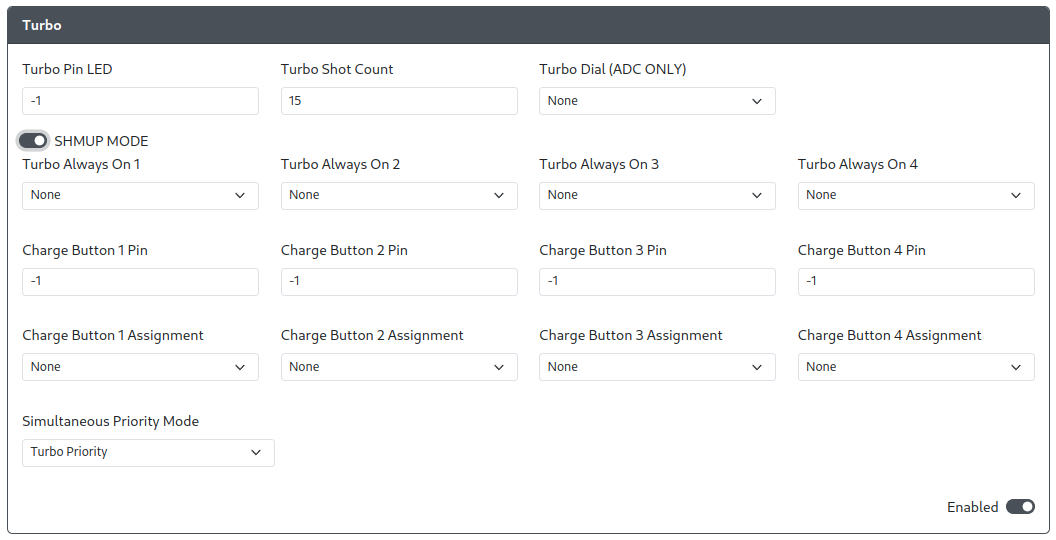 Turbo
Turbo Pin LED Turbo Shot Count Turbo Dial (ADC ONLY)
-1 15 None
SHMUP MODE
Turbo Always On 1 Turbo Always On 2 Turbo Always On 3 Turbo Always On 4
None None None None
Charge Button 1 Pin Charge Button 2 Pin Charge Button 3 Pin Charge Button 4 Pin
-1 -1 -1 -1
Charge Button 1 Assignment Charge Button 2 Assignment Charge Button 3 Assignment Charge Button 4 Assignment
None None None None
Simultaneous Priority Mode
Turbo Priority
Enabled